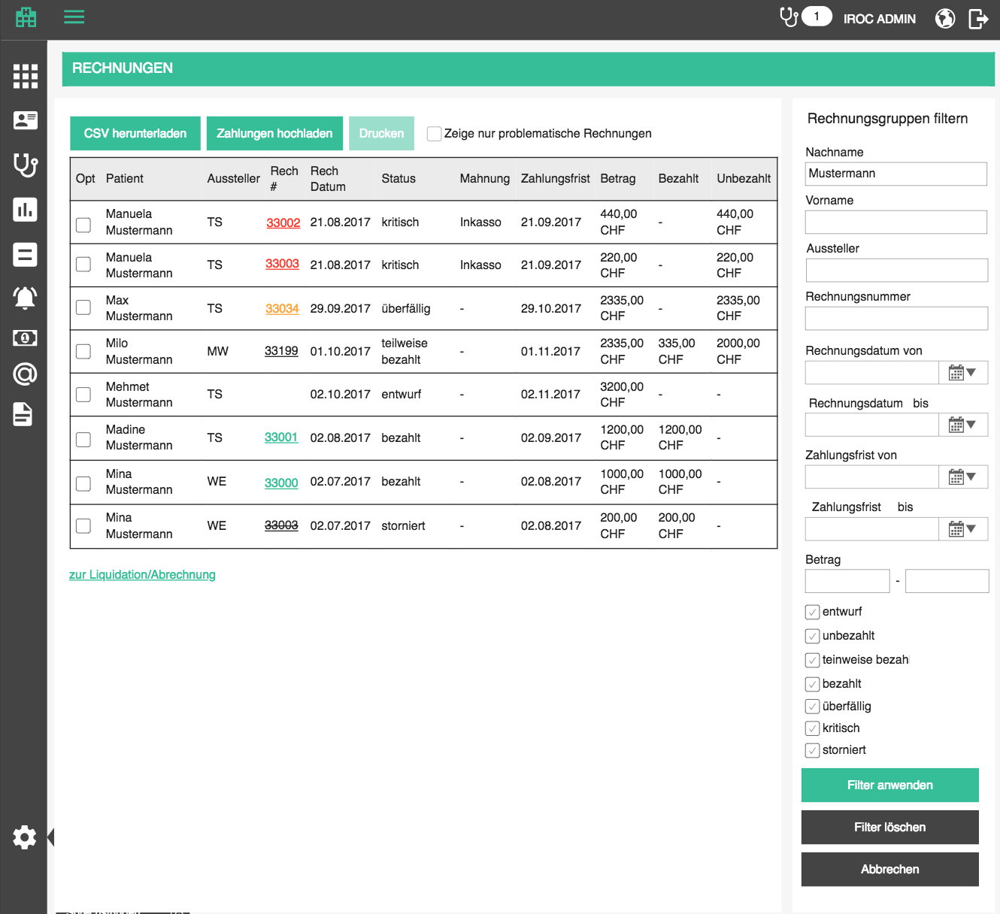 1 IROC ADMIN
RECHNUNGEN
CSV herunterladen Zahlungen hochladen Drucken Zeige nur problematische Rechnungen
Opt Patient Aussteller Rech # Rech Datum Status Mahnung Zahlungsfrist Betrag Bezahlt Unbezahlt
Manuela Mustermann TS 33002 21.08.2017 kritisch Inkasso 21.09.2017 440,00 CHF - 440,00 CHF
Manuela Mustermann TS 33003 21.08.2017 kritisch Inkasso 21.09.2017 220,00 CHF - 220,00 CHF
Max Mustermann TS 33034 29.09.2017 überfällig - 29.10.2017 2335,00 CHF - 2335,00 CHF
Milo Mustermann MW 33199 01.10.2017 teilweise bezahlt - 01.11.2017 2335,00 CHF 335,00 CHF 2000,00 CHF
Mehmet Mustermann TS 02.10.2017 entwurf - 02.11.2017 3200,00 CHF - -
Madine Mustermann TS 33001 02.08.2017 bezahlt - 02.09.2017 1200,00 CHF 1200,00 CHF -
Mina Mustermann WE 33000 02.07.2017 bezahlt - 02.08.2017 1000,00 CHF 1000,00 CHF -
Mina Mustermann WE 33003 02.07.2017 storniert - 02.08.2017 200,00 CHF 200,00 CHF -
zur Liquidation/Abrechnung
Rechnungsgruppen filtern
Nachname
Mustermann
Vorname
Aussteller
Rechnungsnummer
Rechnungsdatum von
Rechnungsdatum bis
Zahlungsfrist von
Zahlungsfrist bis
Betrag
-
entwurf
unbezahlt
teinweise bezahl
bezahlt
überfällig
kritisch
storniert
Filter anwenden
Filter löschen
Abbrechen